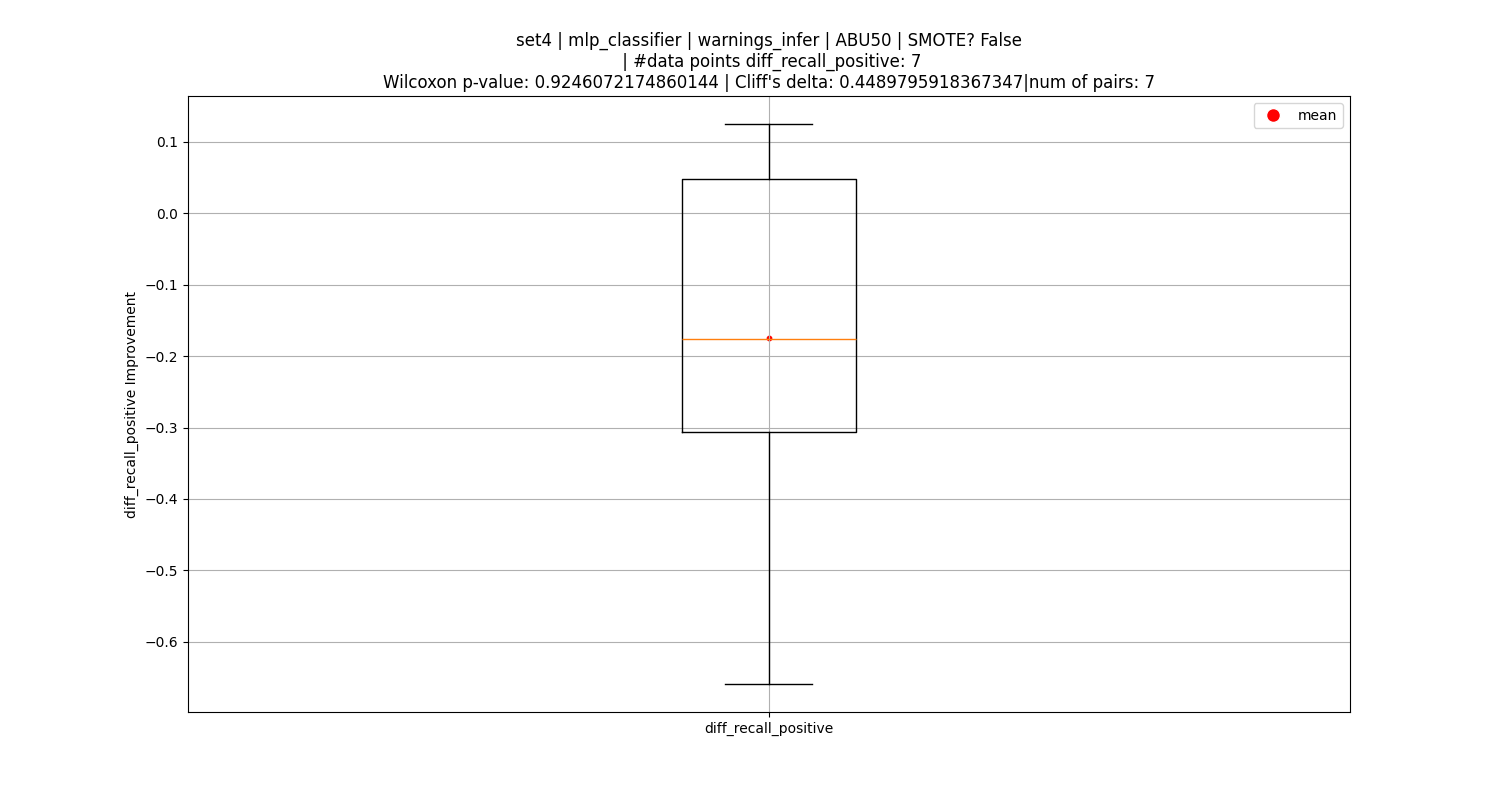 set4 | mlp_classifier | warnings_infer | ABU50 | SMOTE? False
| #data points diff_recall_positive: 7
Wilcoxon p-value: 0.9246072174860144 | Cliff's delta: 0.4489795918367347|num of pairs: 7
mean
0.1
0.0
−0.1
−0.2
−0.3
−0.4
−0.5
−0.6
diff_recall_positive Improvement
diff_recall_positive